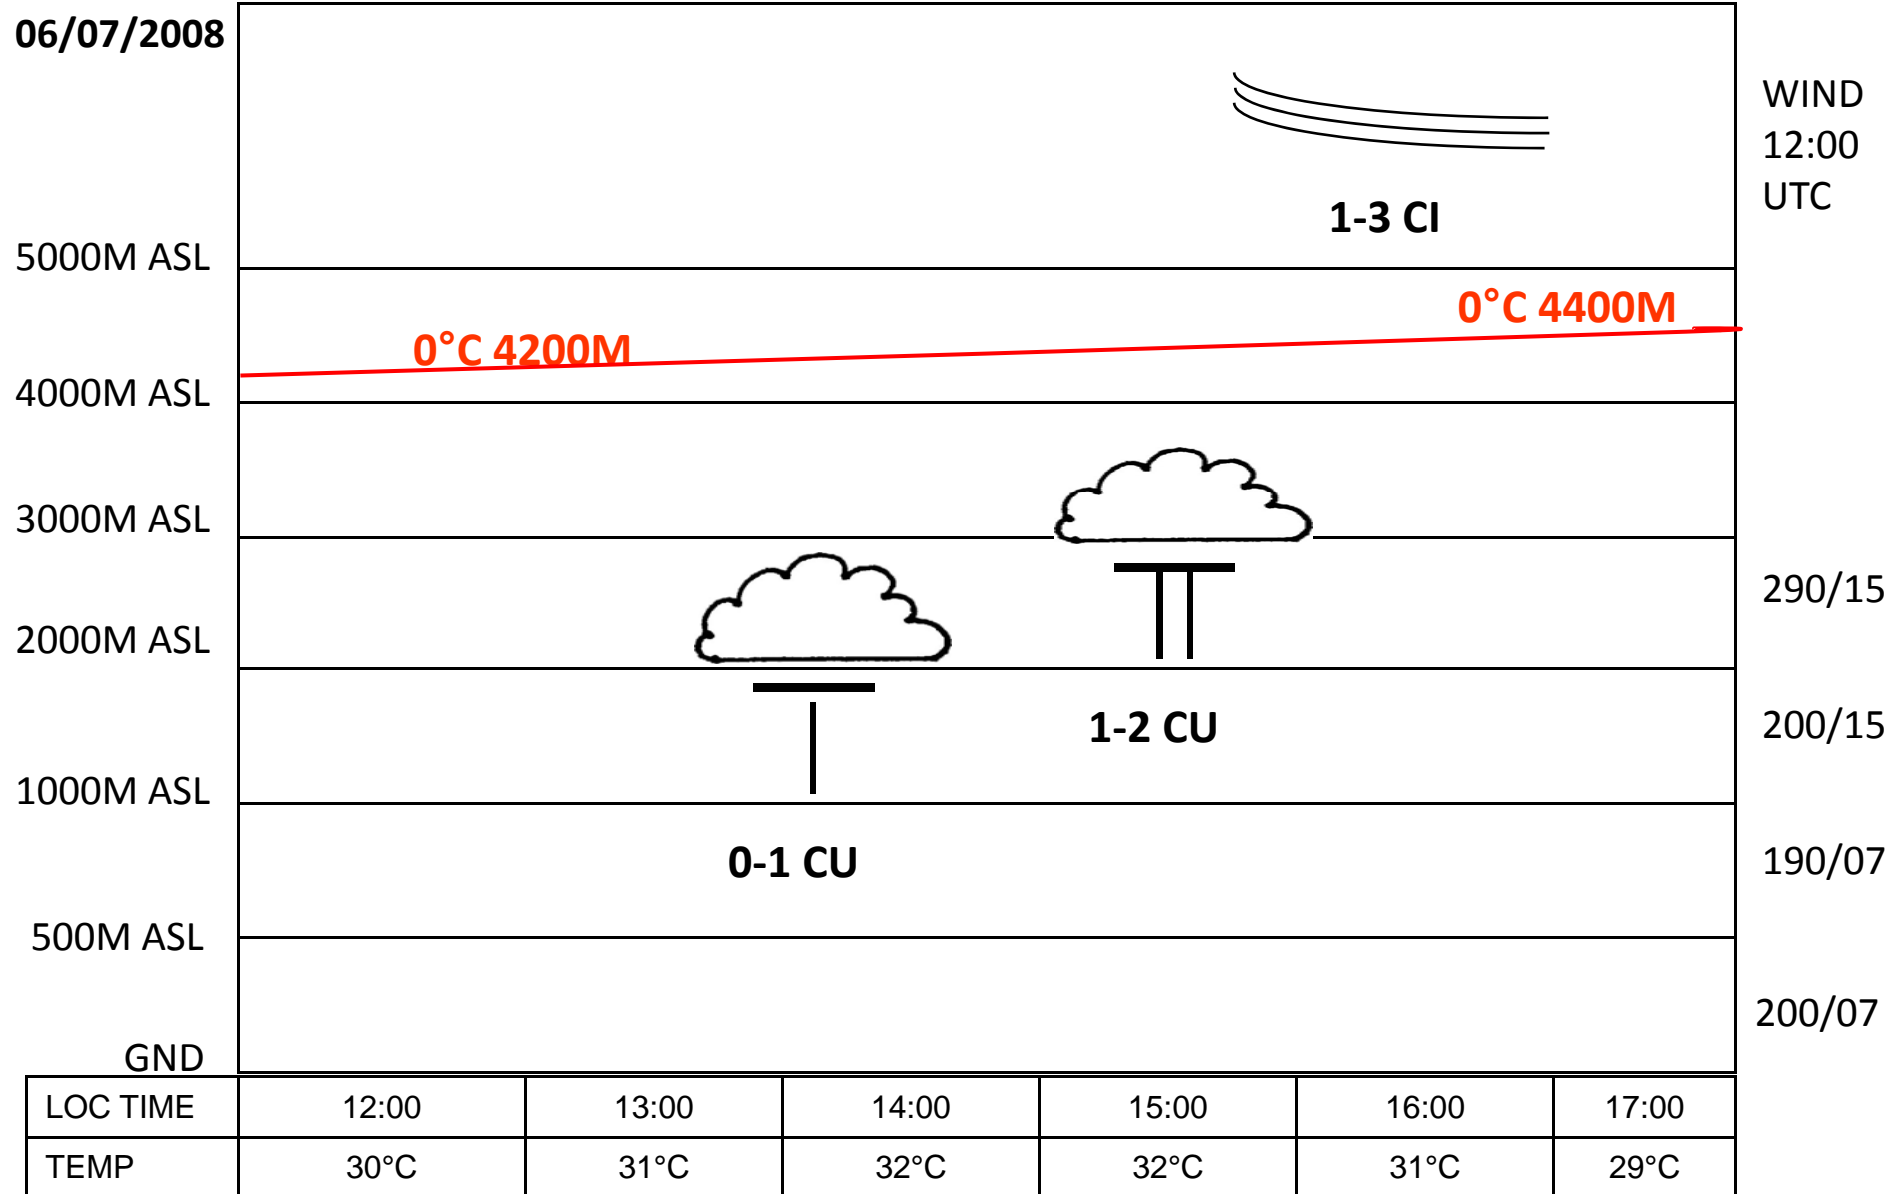 06/07/2008
WIND
12:00
UTC
1-3 CI
5000M ASL
0°C 4400M
0°C 4200M
4000M ASL
3000M ASL
290/15
2000M ASL
1-2 CU
200/15
1000M ASL
0-1 CU
190/07
500M ASL
200/07
GND
LOC TIME 12:00 13:00 14:00 15:00 16:00 17:00
TEMP 30°C 31°C 32°C 32°C 31°C 29°C